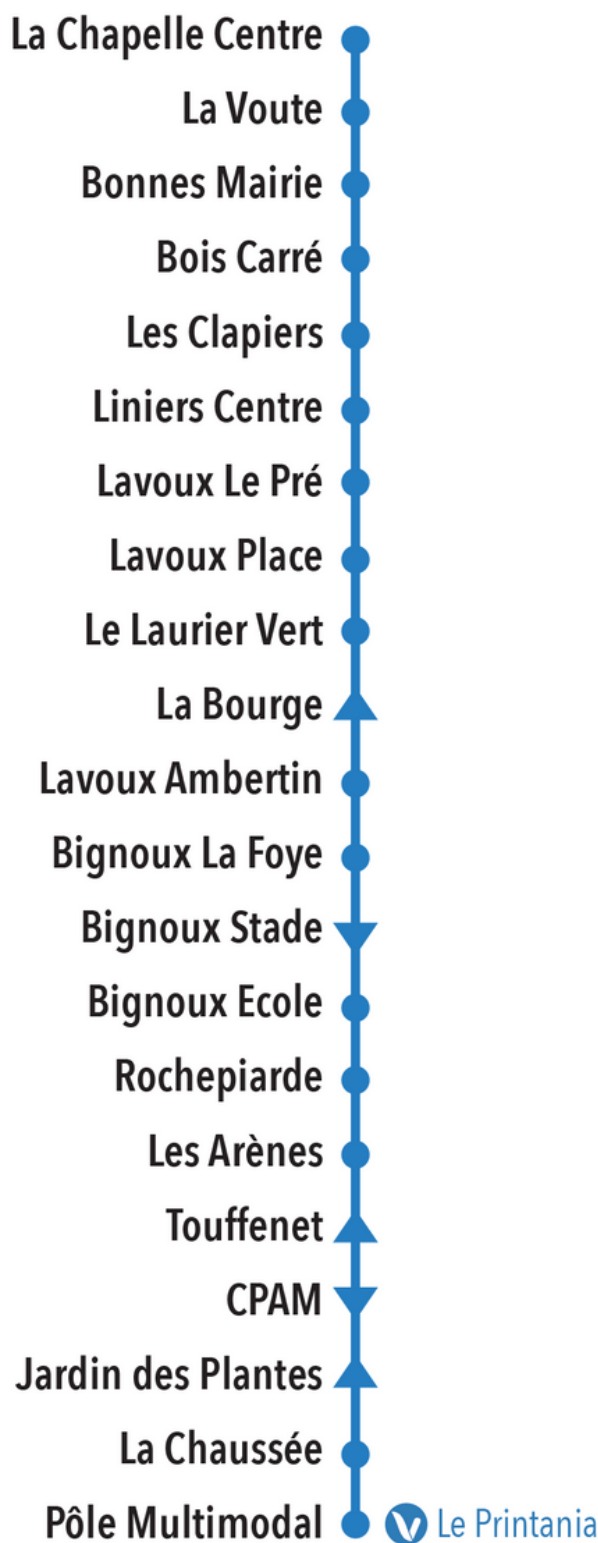 La Chapelle Centre
La Voute
Bonnes Mairie
Bois Carré
Les Clapiers
Liniers Centre
Lavoux Le Pré
Lavoux Place
Le Laurier Vert
La Bourge
Lavoux Ambertin
Bignoux La Foye
Bignoux Stade
Bignoux Ecole
Rochepiarde
Les Arènes
Touffenet
CPAM
Jardin des Plantes
La Chaussée
Pôle Multimodal Le Printania